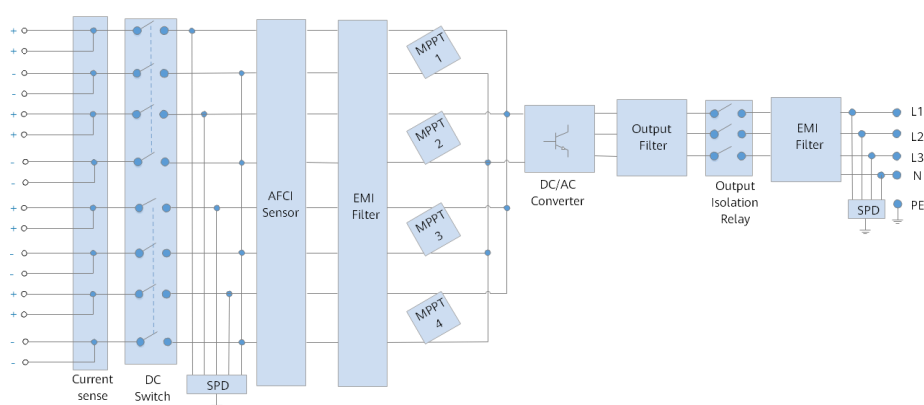 +
+
-
-
+
+
-
-
+
+
-
-
+
+
-
-
Current
sense
DC
Switch
SPD
AFCI
Sensor
EMI
Filter
MPPT
1
MPPT
2
MPPT
3
MPPT
4
DC/AC
Converter
Output
Filter
Output
Isolation
Relay
EMI
Filter
SPD
L1
L2
L3
N
PE